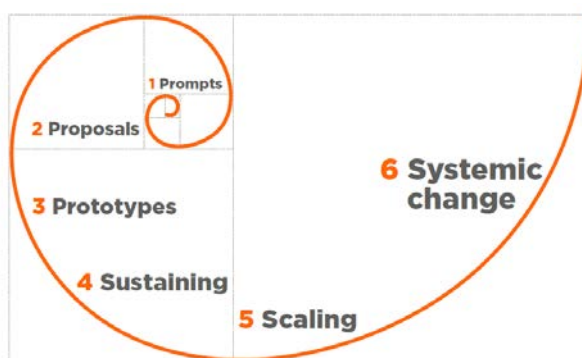 1 Prompts
2 Proposals
3 Prototypes
4 Sustaining
5 Scaling
6 Systemic
change